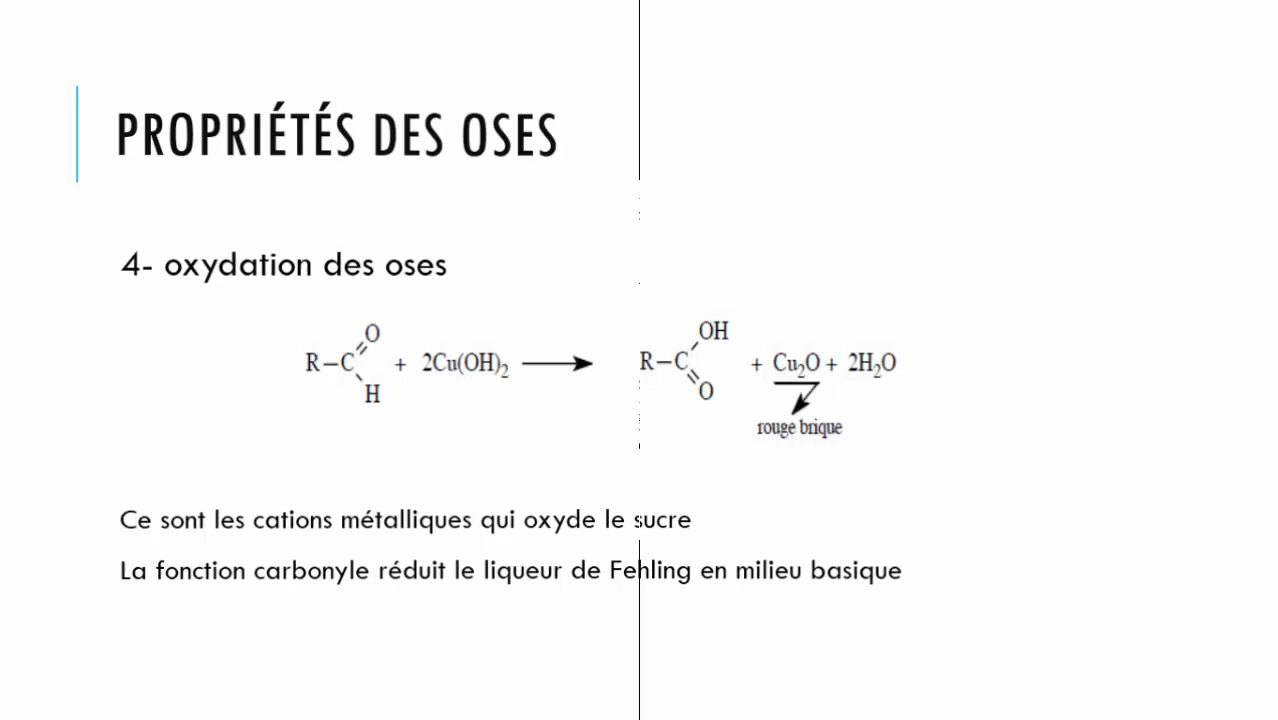 PROPRIÉTÉS DES OSES
4- oxydation des oses
R–C(=O)–H + 2Cu(OH)₂ ⟶ R–C(OH)=O + Cu₂O + 2H₂O
rouge brique
Ce sont les cations métalliques qui oxyde le sucre
La fonction carbonyle réduit le liqueur de Fehling en milieu basique